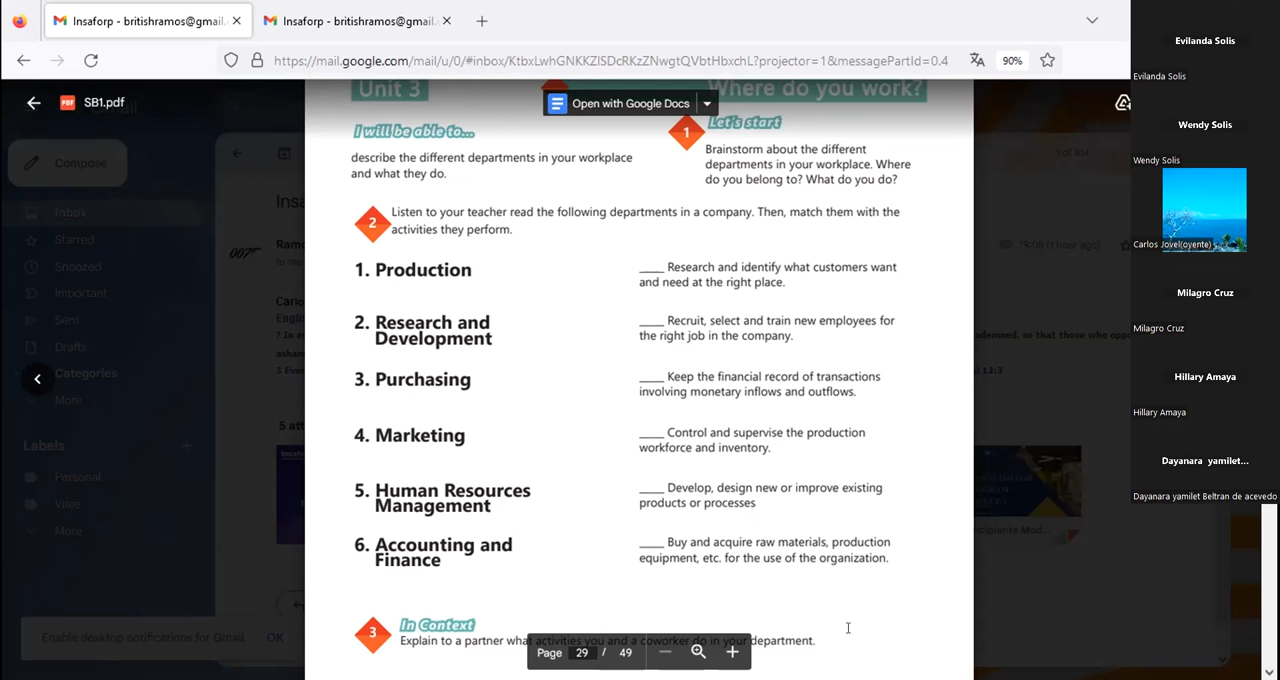 Insaforp - britishramos@gmail.
Insaforp - britishramos@gmail.
https://mail.google.com/mail/u/0/#inbox/KtbxLwhGNKKZlSDcRKzZNwgtQVbtHbxchL?projector=1&messagePartId=0.4
90%
SB1.pdf
Open with Google Docs
Compose
Inbox
Starred
Snoozed
Important
Sent
Drafts
Categories
More
Labels
Personal
Viaje
More
Enable desktop notifications for Gmail OK
Unit 3
Where do you work?
I will be able to...
describe the different departments in your workplace
and what they do.
1
Let's start
Brainstorm about the different
departments in your workplace. Where
do you belong to? What do you do?
2
Listen to your teacher read the following departments in a company. Then, match them with the
activities they perform.
1. Production
____ Research and identify what customers want
and need at the right place.
2. Research and
Development
____ Recruit, select and train new employees for
the right job in the company.
3. Purchasing
____ Keep the financial record of transactions
involving monetary inflows and outflows.
4. Marketing
____ Control and supervise the production
workforce and inventory.
5. Human Resources
Management
____ Develop, design new or improve existing
products or processes
6. Accounting and
Finance
____ Buy and acquire raw materials, production
equipment, etc. for the use of the organization.
3
In Context
Explain to a partner what activities you and a coworker do in your department.
Page 29 / 49
Evilanda Solis
Evilanda Solis
Wendy Solis
Wendy Solis
Carlos Jovel(oyente)
Milagro Cruz
Milagro Cruz
Hillary Amaya
Hillary Amaya
Dayanara yamilet...
Dayanara yamilet Beltran de acevedo